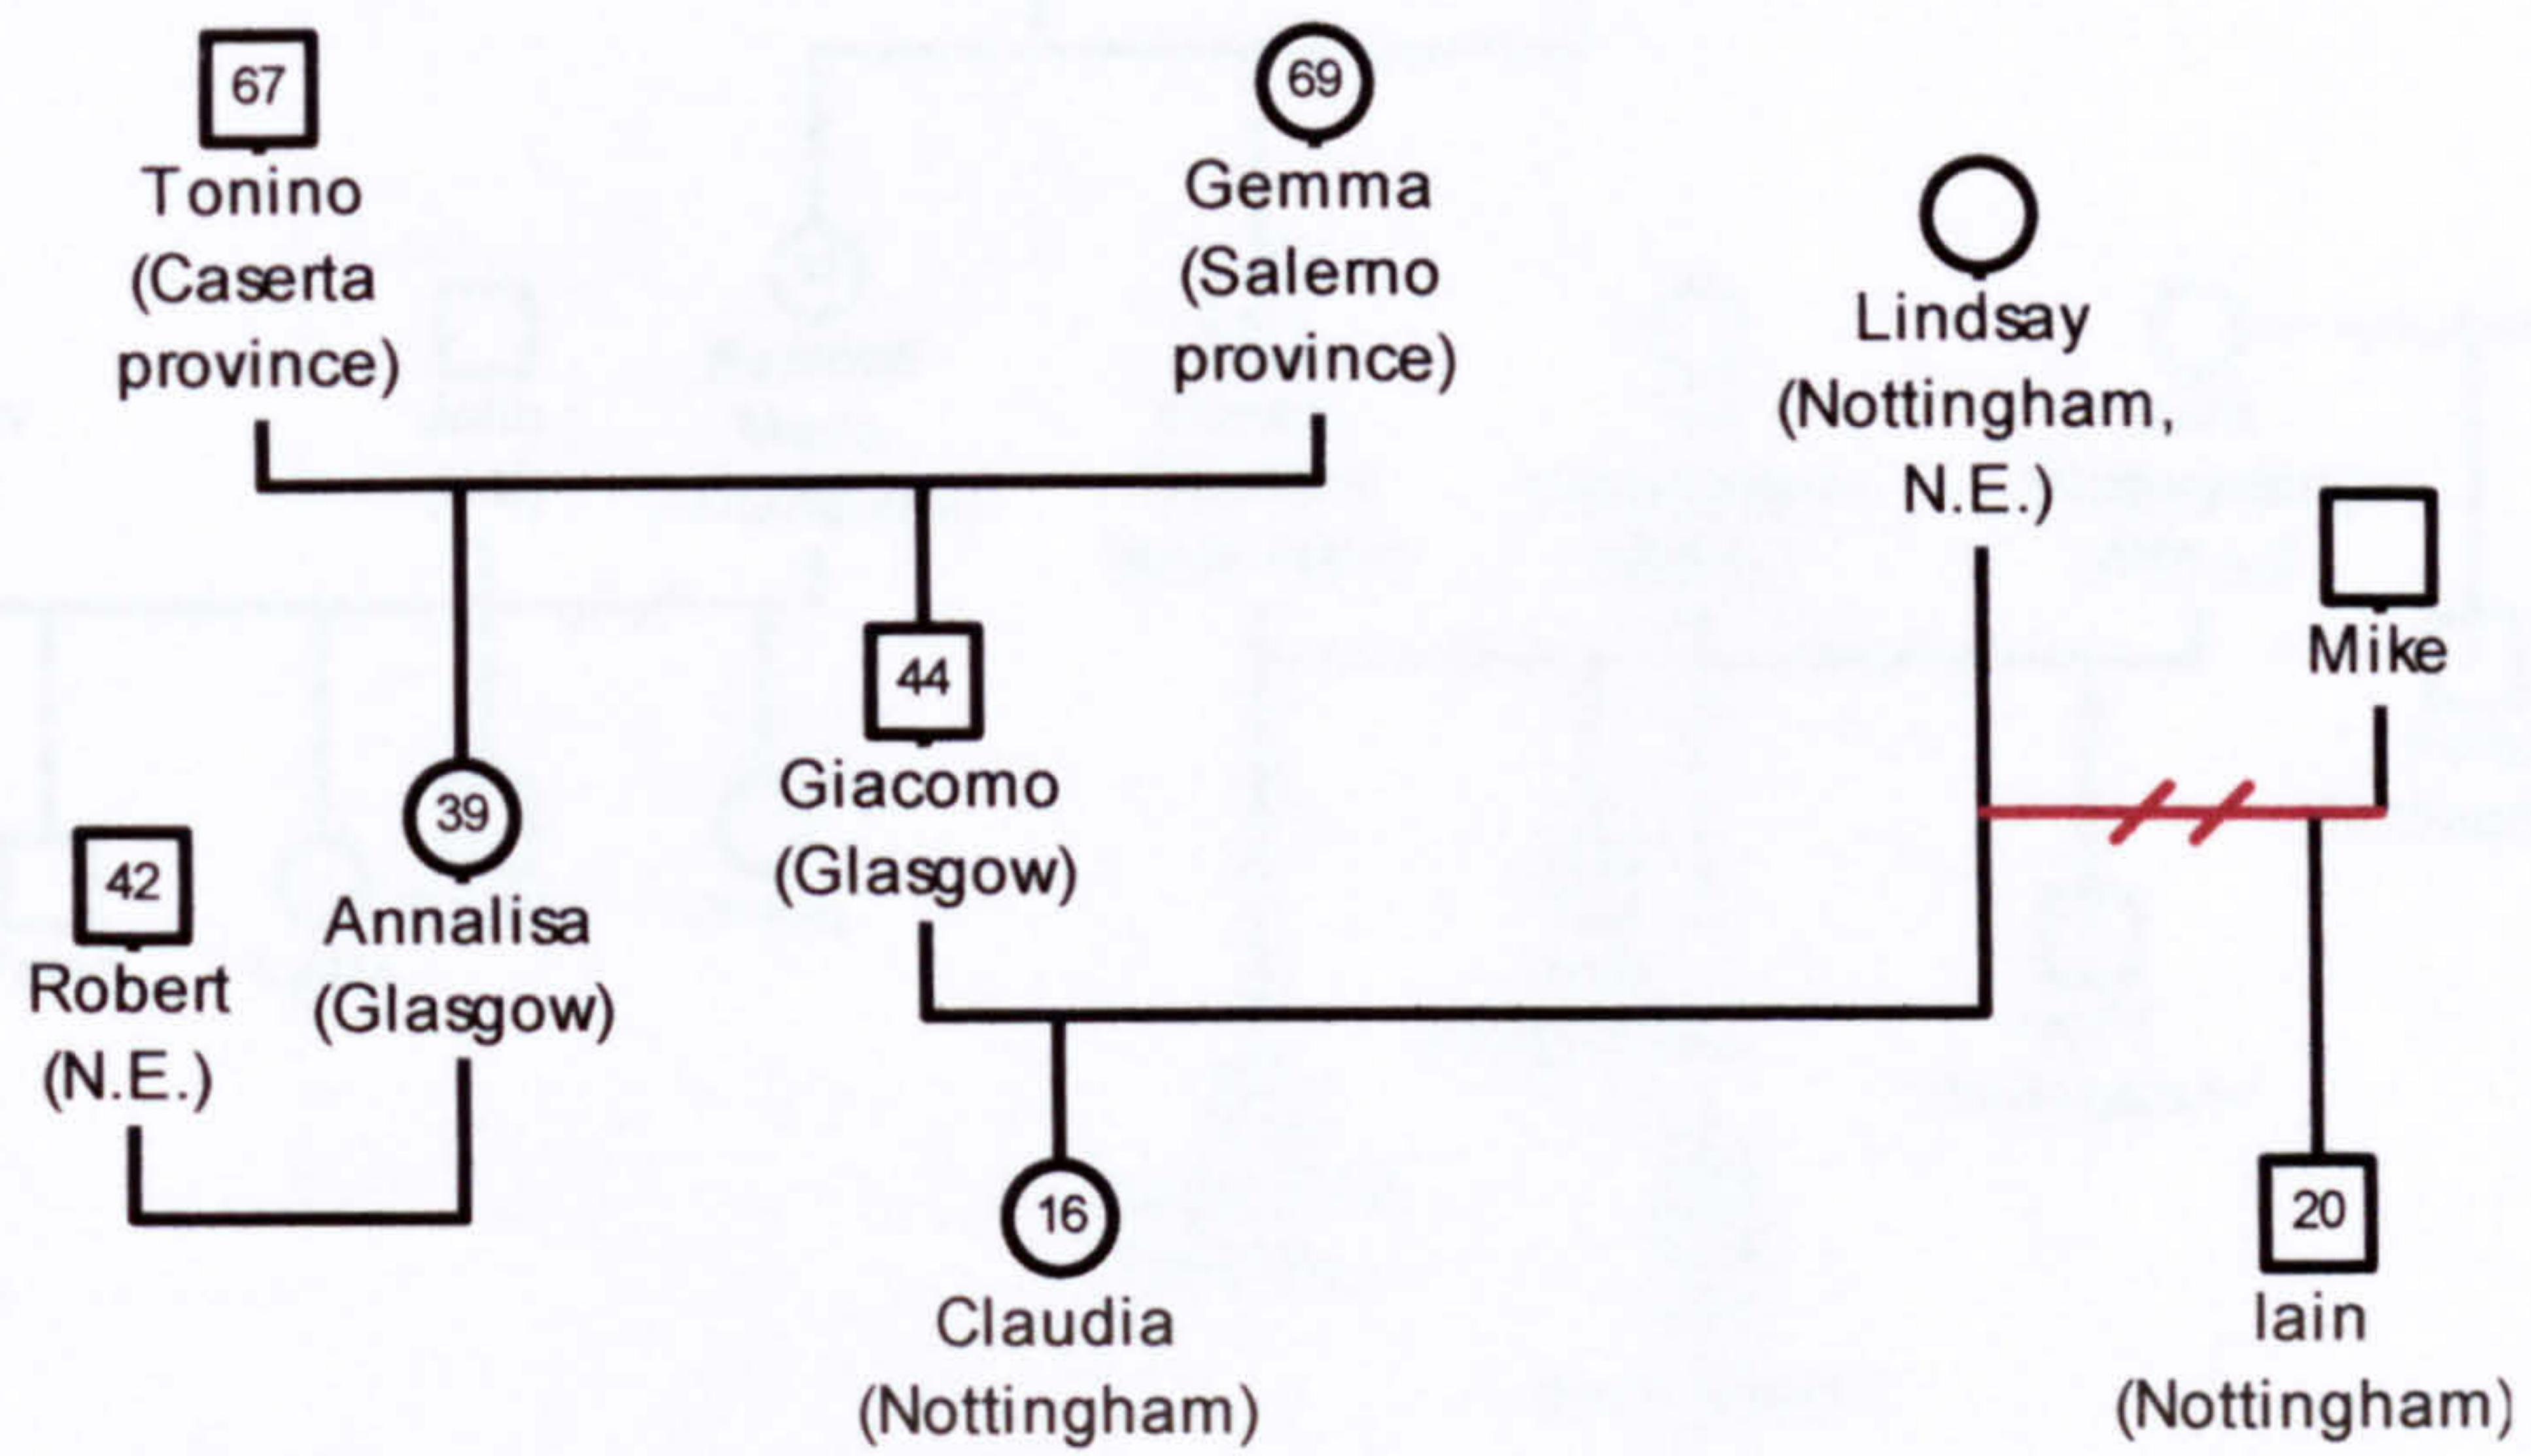 67
Tonino
(Caserta
province)
69
Gemma
(Salerno
province)
Lindsay
(Nottingham,
N.E.)
Mike
44
Giacomo
(Glasgow)
39
Annalisa
(Glasgow)
42
Robert
(N.E.)
16
Claudia
(Nottingham)
20
Iain
(Nottingham)